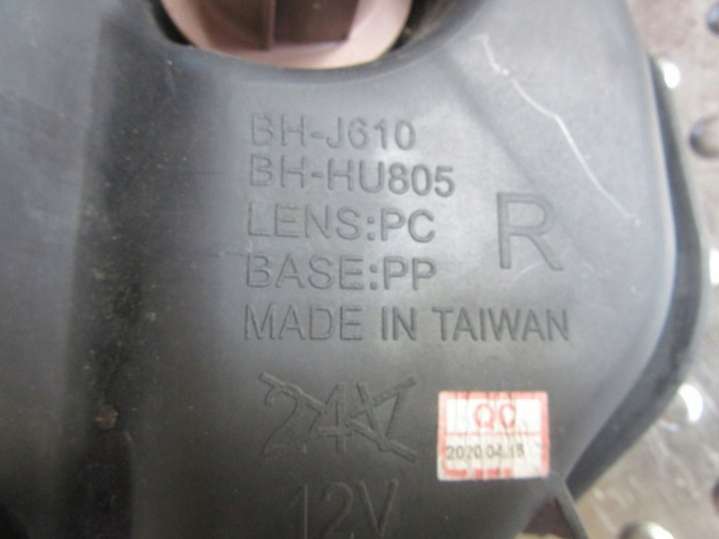 BH-J610
BH-HU805
LENS:PC
BASE:PP
R
MADE IN TAIWAN
24V
QC
2020.04.15
12V